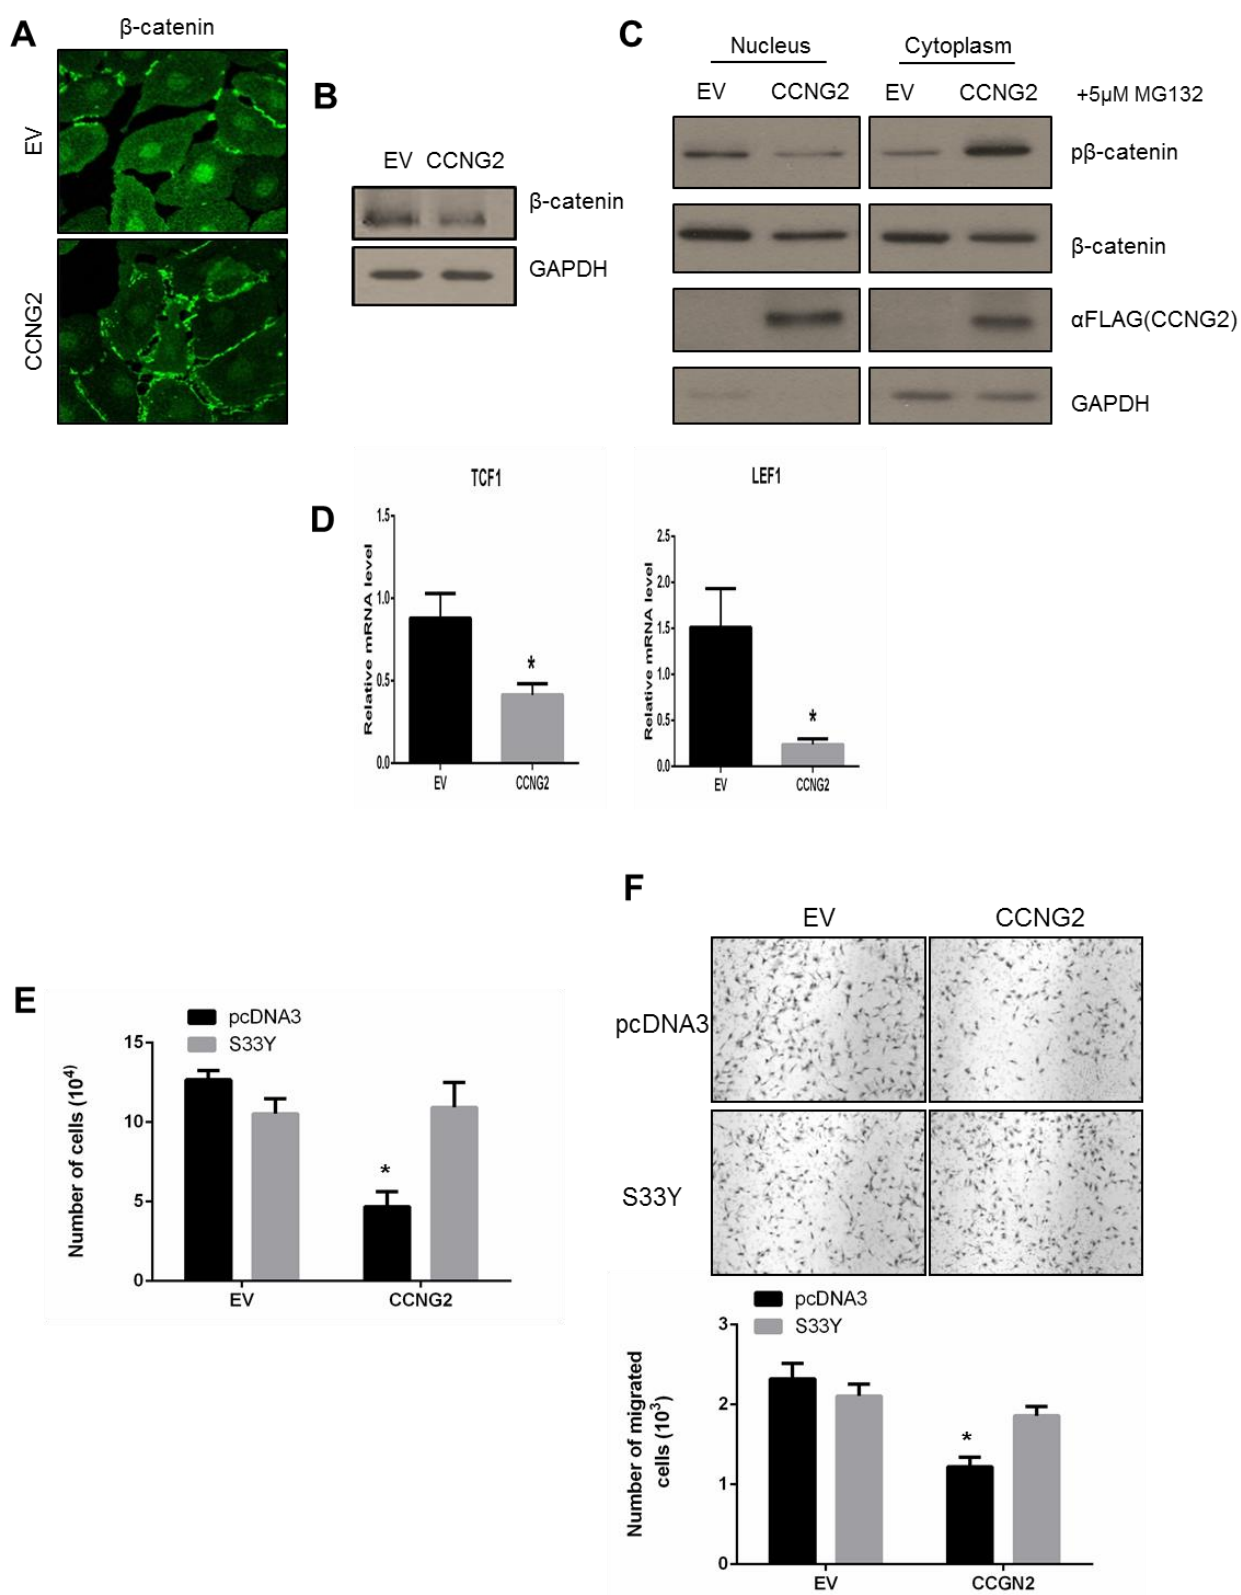 A
β-catenin
EV
CCNG2
B
EV CCNG2
β-catenin
GAPDH
C
Nucleus Cytoplasm
EV CCNG2 EV CCNG2 +5μM MG132
pβ-catenin
β-catenin
αFLAG(CCNG2)
GAPDH
D
TCF1
Relative mRNA level
1.5
1.0
0.5
0.0
*
EV CCNG2
LEF1
Relative mRNA level
2.5
2.0
1.5
1.0
0.5
0.0
*
EV CCNG2
E
pcDNA3
S33Y
Number of cells (10⁴)
15
10
5
0
*
EV CCNG2
F
EV CCNG2
pcDNA3
S33Y
pcDNA3
S33Y
Number of migrated
cells (10³)
3
2
1
0
*
EV CCGN2